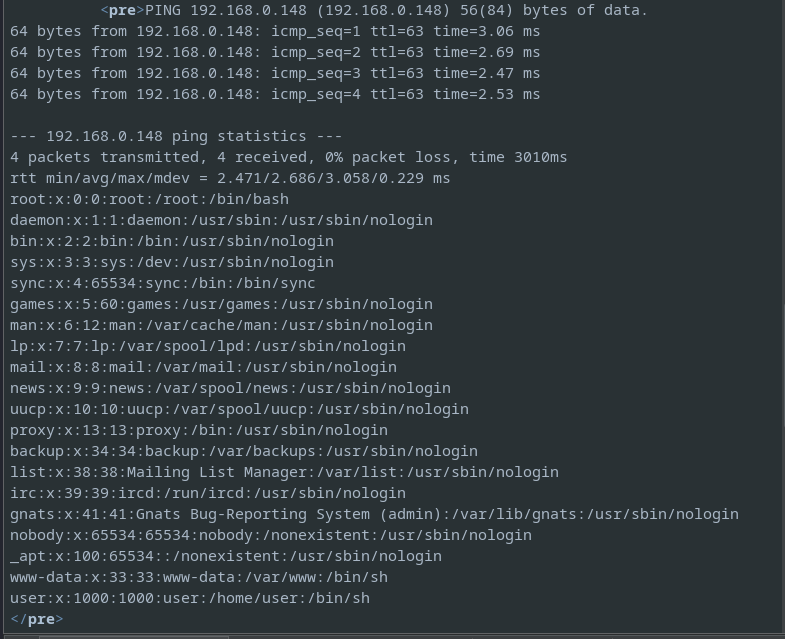 <pre>PING 192.168.0.148 (192.168.0.148) 56(84) bytes of data.
64 bytes from 192.168.0.148: icmp_seq=1 ttl=63 time=3.06 ms
64 bytes from 192.168.0.148: icmp_seq=2 ttl=63 time=2.69 ms
64 bytes from 192.168.0.148: icmp_seq=3 ttl=63 time=2.47 ms
64 bytes from 192.168.0.148: icmp_seq=4 ttl=63 time=2.53 ms
--- 192.168.0.148 ping statistics ---
4 packets transmitted, 4 received, 0% packet loss, time 3010ms
rtt min/avg/max/mdev = 2.471/2.686/3.058/0.229 ms
root:x:0:0:root:/root:/bin/bash
daemon:x:1:1:daemon:/usr/sbin:/usr/sbin/nologin
bin:x:2:2:bin:/bin:/usr/sbin/nologin
sys:x:3:3:sys:/dev:/usr/sbin/nologin
sync:x:4:65534:sync:/bin:/bin/sync
games:x:5:60:games:/usr/games:/usr/sbin/nologin
man:x:6:12:man:/var/cache/man:/usr/sbin/nologin
lp:x:7:7:lp:/var/spool/lpd:/usr/sbin/nologin
mail:x:8:8:mail:/var/mail:/usr/sbin/nologin
news:x:9:9:news:/var/spool/news:/usr/sbin/nologin
uucp:x:10:10:uucp:/var/spool/uucp:/usr/sbin/nologin
proxy:x:13:13:proxy:/bin:/usr/sbin/nologin
backup:x:34:34:backup:/var/backups:/usr/sbin/nologin
list:x:38:38:Mailing List Manager:/var/list:/usr/sbin/nologin
irc:x:39:39:ircd:/run/ircd:/usr/sbin/nologin
gnats:x:41:41:Gnats Bug-Reporting System (admin):/var/lib/gnats:/usr/sbin/nologin
nobody:x:65534:65534:nobody:/nonexistent:/usr/sbin/nologin
_apt:x:100:65534::/nonexistent:/usr/sbin/nologin
www-data:x:33:33:www-data:/var/www:/bin/sh
user:x:1000:1000:user:/home/user:/bin/sh
</pre>